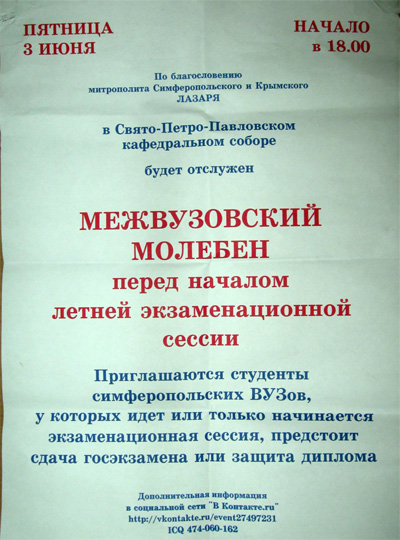 ПЯТНИЦА
3 ИЮНЯ
НАЧАЛО
в 18.00
По благословению
митрополита Симферопольского и Крымского
ЛАЗАРЯ
в Свято-Петро-Павловском
кафедральном соборе
будет отслужен
МЕЖВУЗОВСКИЙ
МОЛЕБЕН
перед началом
летней экзаменационной
сессии
Приглашаются студенты
симферопольских ВУЗов,
у которых идет или только начинается
экзаменационная сессия, предстоит
сдача госэкзамена или защита диплома
Дополнительная информация
в социальной сети "В Контакте.ru"
http://vkontakte.ru/event27497231
ICQ 474-060-162